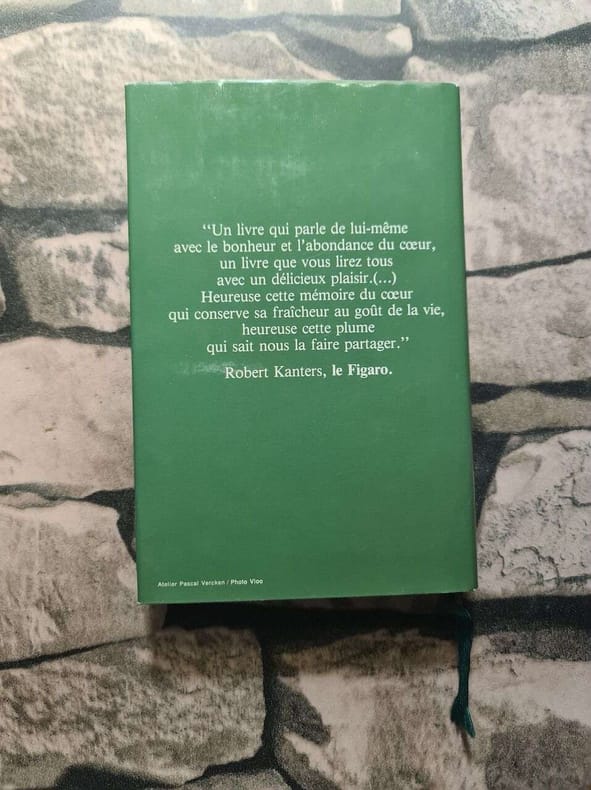 “Un livre qui parle de lui-même
avec le bonheur et l’abondance du cœur,
un livre que vous lirez tous
avec un délicieux plaisir.(...)
Heureuse cette mémoire du cœur
qui conserve sa fraîcheur au goût de la vie,
heureuse cette plume
qui sait nous la faire partager.”
Robert Kanters, le Figaro.
Atelier Pascal Vercken / Photo Vloo